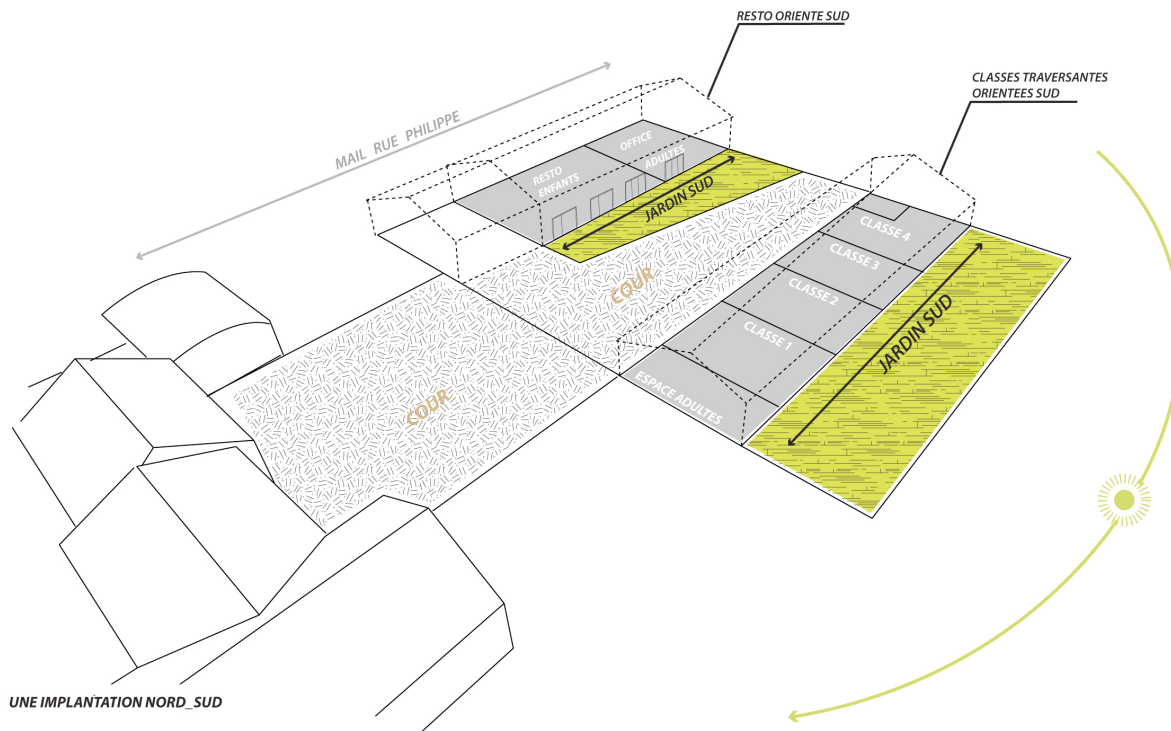 RESTO ORIENTE SUD
CLASSES TRAVERSANTES
ORIENTEES SUD
MAIL RUE PHILIPPE
OFFICE
ADULTES
RESTO
ENFANTS
JARDIN SUD
CLASSE 4
CLASSE 3
COUR
CLASSE 2
CLASSE 1
JARDIN SUD
ESPACE ADULTES
COUR
UNE IMPLANTATION NORD_SUD